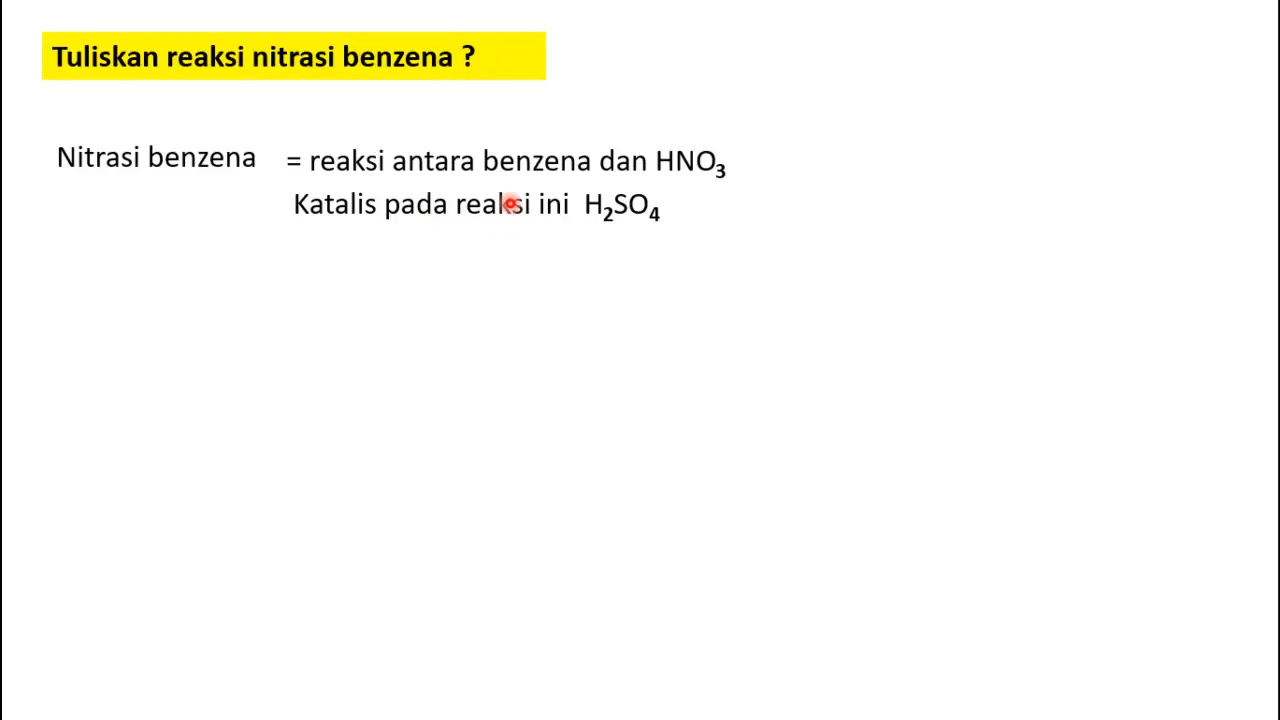 Tuliskan reaksi nitrasi benzena ?
Nitrasi benzena = reaksi antara benzena dan HNO₃
Katalis pada reaksi ini H₂SO₄